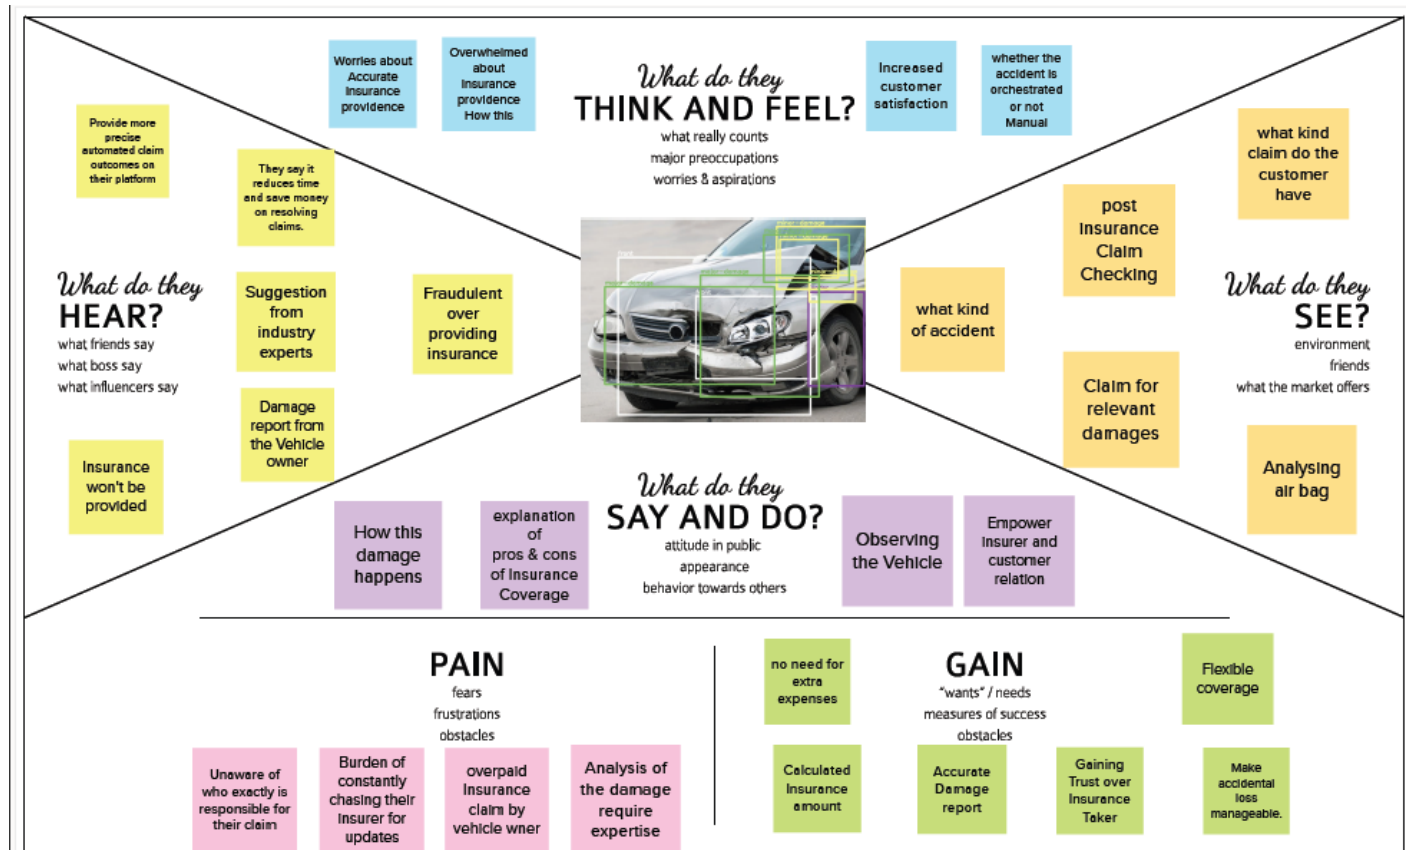 What do they
THINK AND FEEL?
what really counts
major preoccupations
worries & aspirations
Worries about
Accurate
Insurance
providence
Overwhelmed
about
Insurance
providence
How this
Increased
customer
satisfaction
whether the
accident is
orchestrated
or not
Manual
What do they
HEAR?
what friends say
what boss say
what influencers say
Provide more
precise
automated claim
outcomes on
their platform
They say it
reduces time
and save money
on resolving
claims.
Suggestion
from
industry
experts
Fraudulent
over
providing
insurance
Damage
report from
the Vehicle
owner
Insurance
won't be
provided
What do they
SEE?
environment
friends
what the market offers
what kind
claim do the
customer
have
post
Insurance
Claim
Checking
what kind
of accident
Claim for
relevant
damages
Analysing
air bag
What do they
SAY AND DO?
attitude in public
appearance
behavior towards others
How this
damage
happens
explanation
of
pros & cons
of Insurance
Coverage
Observing
the Vehicle
Empower
Insurer and
customer
relation
PAIN
fears
frustrations
obstacles
Unaware of
who exactly is
responsible for
their claim
Burden of
constantly
chasing their
Insurer for
updates
overpaid
Insurance
claim by
vehicle wner
Analysis of
the damage
require
expertise
GAIN
"wants" / needs
measures of success
obstacles
no need for
extra
expenses
Flexible
coverage
Calculated
Insurance
amount
Accurate
Damage
report
Gaining
Trust over
Insurance
Taker
Make
accidental
loss
manageable.